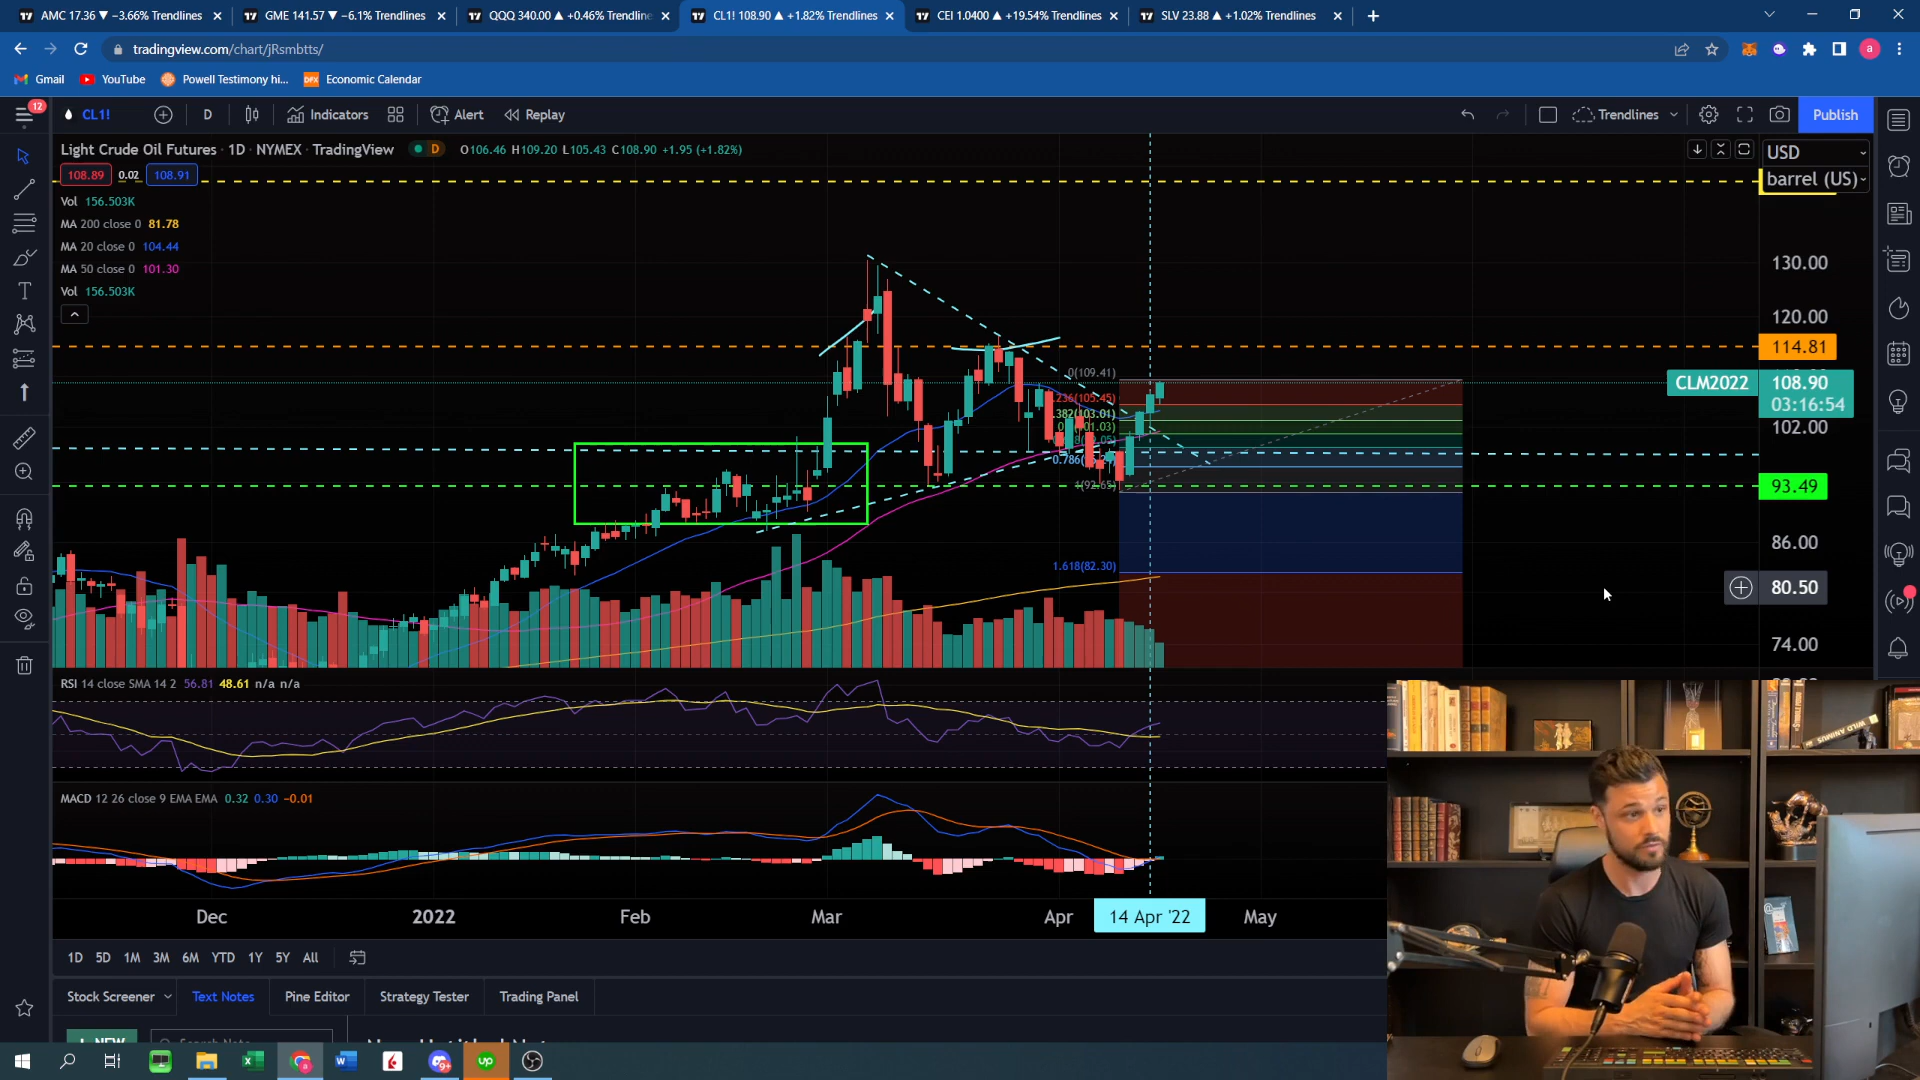 AMC 17.36 ▼ −3.66% Trendlines
GME 141.57 ▼ −6.1% Trendlines
QQQ 340.00 ▲ +0.46% Trendline
CL1! 108.90 ▲ +1.82% Trendlines
CEI 1.0400 ▲ +19.54% Trendlines
SLV 23.88 ▲ +1.02% Trendlines
tradingview.com/chart/jRsmbtts/
a
Gmail
YouTube
Powell Testimony hi...
DFX
Economic Calendar
12
CL1!
D
Indicators
Alert
Replay
Trendlines
Publish
Light Crude Oil Futures · 1D · NYMEX · TradingView
D
O106.46 H109.20 L105.43 C108.90 +1.95 (+1.82%)
USD
108.89
0.02
108.91
barrel (US)
Vol 156.503K
MA 200 close 0 81.78
MA 20 close 0 104.44
MA 50 close 0 101.30
Vol 156.503K
130.00
120.00
114.81
CLM2022
108.90
03:16:54
102.00
93.49
86.00
80.50
74.00
0(109.41)
.236(105.45)
.382(103.01)
1.618(82.30)
RSI 14 close SMA 14 2 56.81 48.61 n/a n/a
MACD 12 26 close 9 EMA EMA 0.32 0.30 −0.01
Dec
2022
Feb
Mar
Apr
14 Apr '22
May
1D
5D
1M
3M
6M
YTD
1Y
5Y
All
Stock Screener
Text Notes
Pine Editor
Strategy Tester
Trading Panel
WILD ANIMUS
9+
up